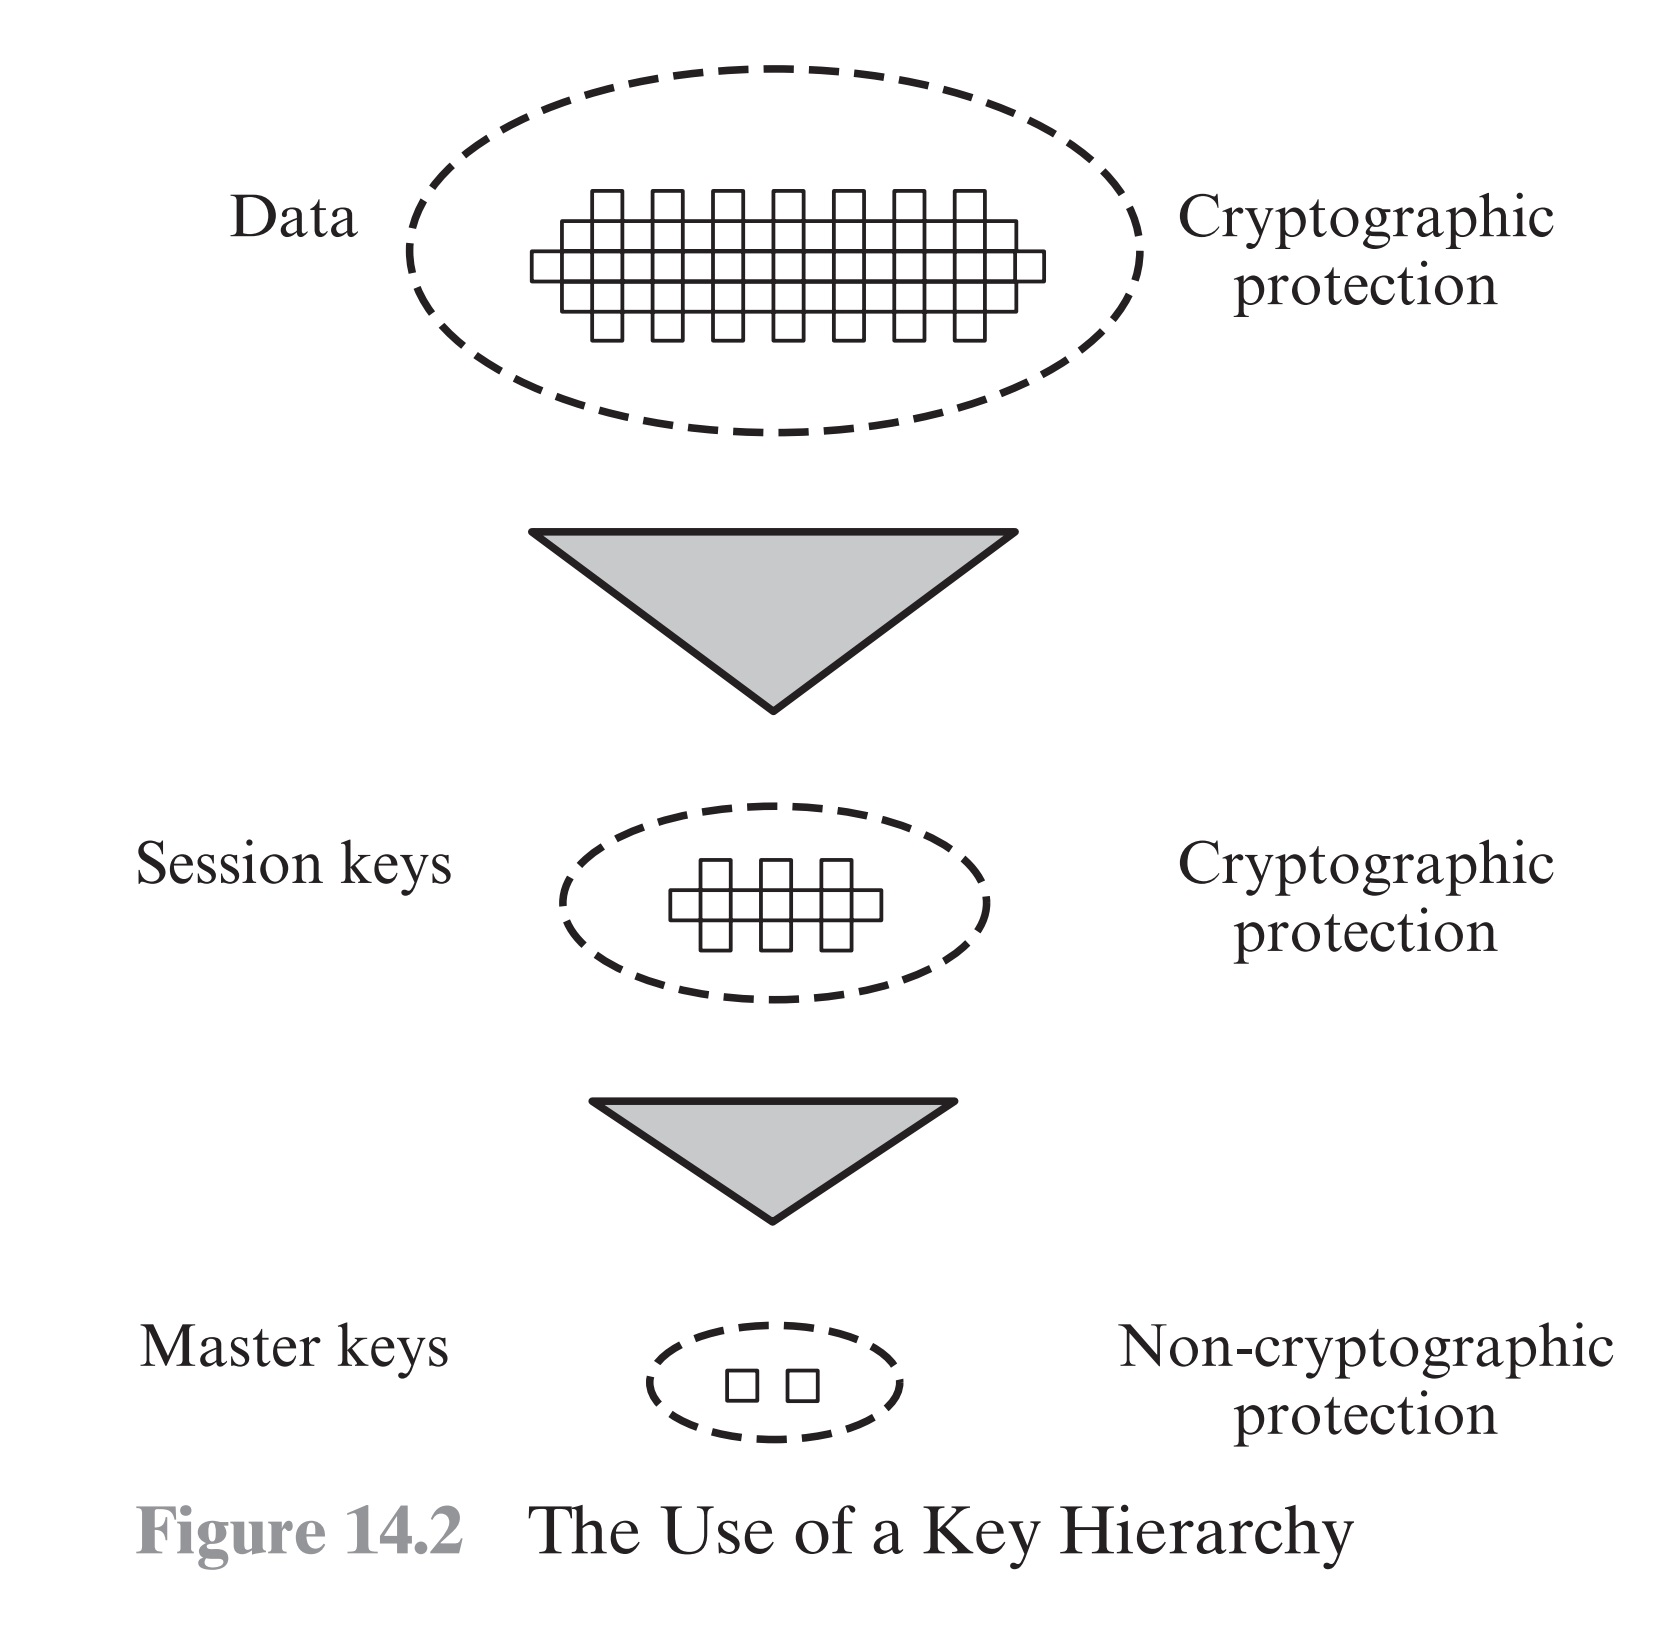 Data
Cryptographic
protection
Session keys
Cryptographic
protection
Master keys
Non-cryptographic
protection
Figure 14.2 The Use of a Key Hierarchy